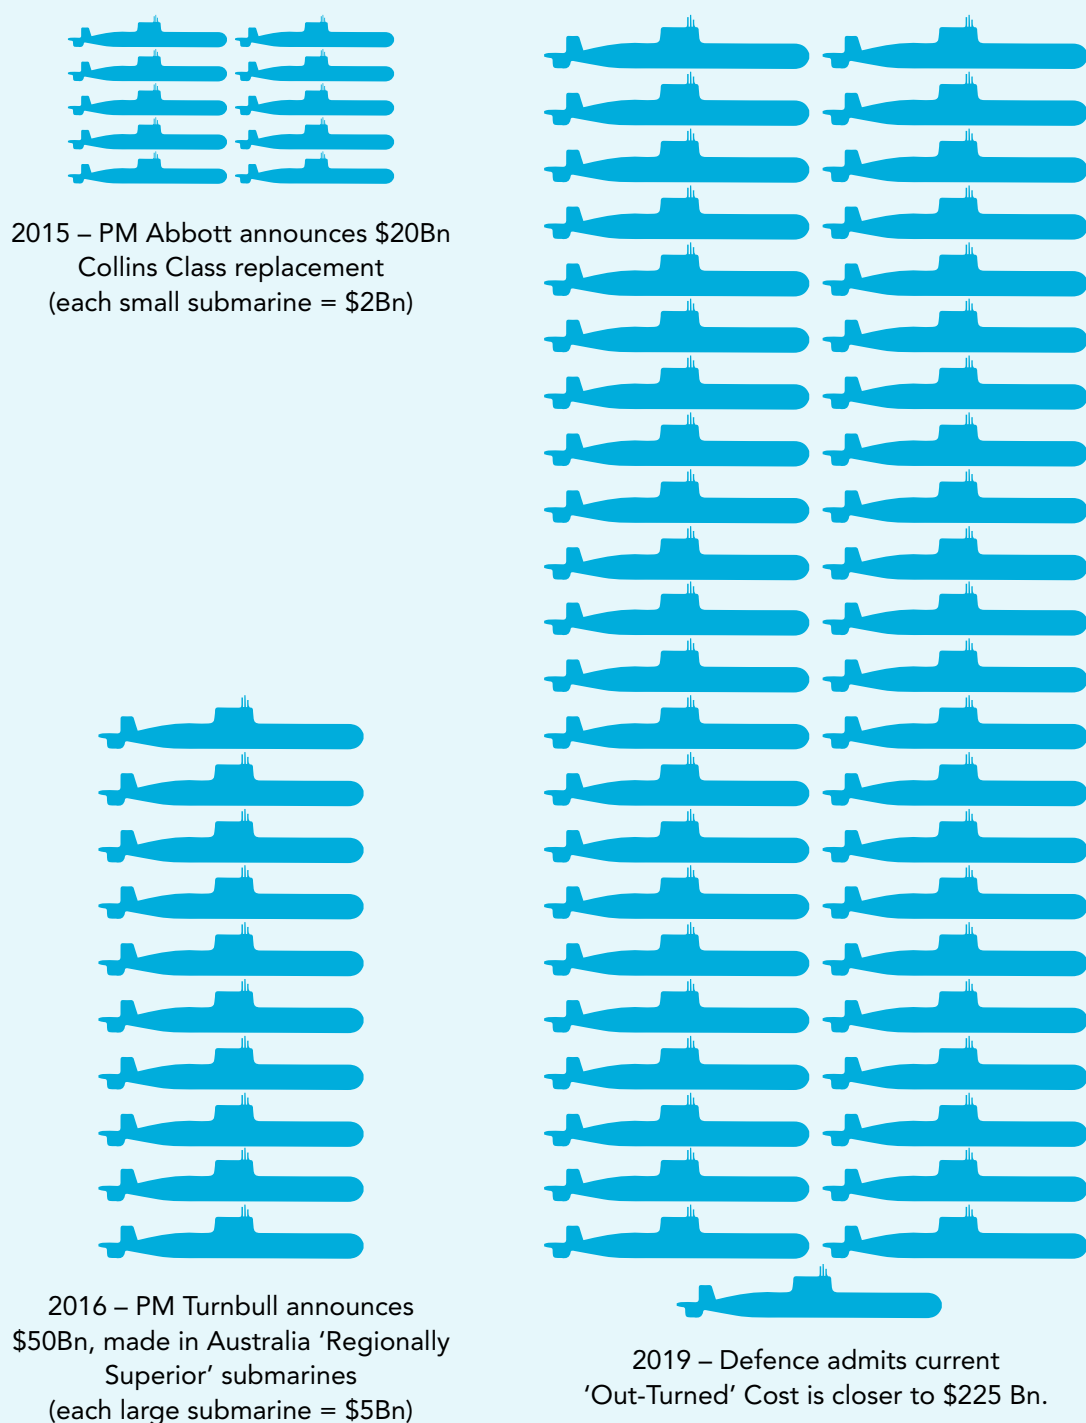 2015 – PM Abbott announces $20Bn
Collins Class replacement
(each small submarine = $2Bn)
2016 – PM Turnbull announces
$50Bn, made in Australia ‘Regionally
Superior’ submarines
(each large submarine = $5Bn)
2019 – Defence admits current
‘Out-Turned’ Cost is closer to $225 Bn.